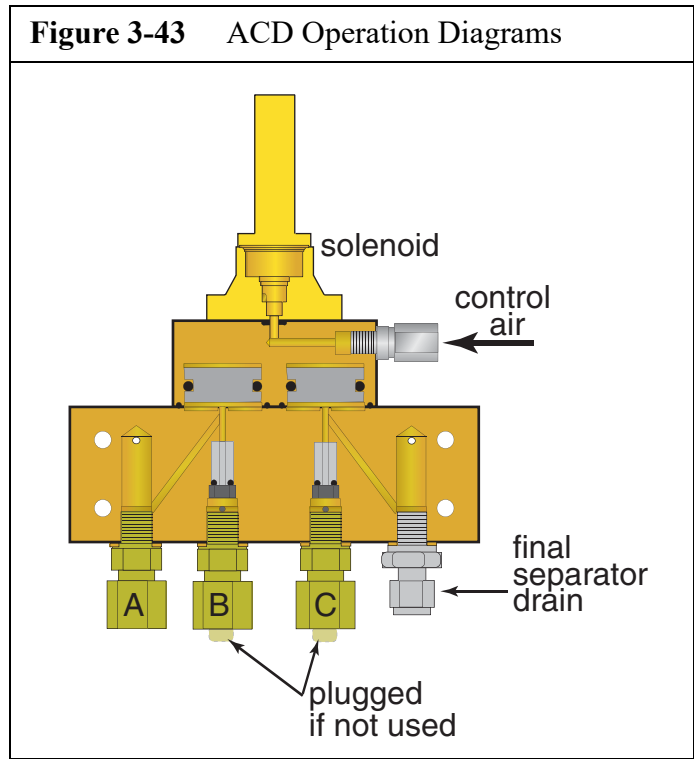 Figure 3-43 ACD Operation Diagrams
solenoid
control
air
A B C
final
separator
drain
plugged
if not used